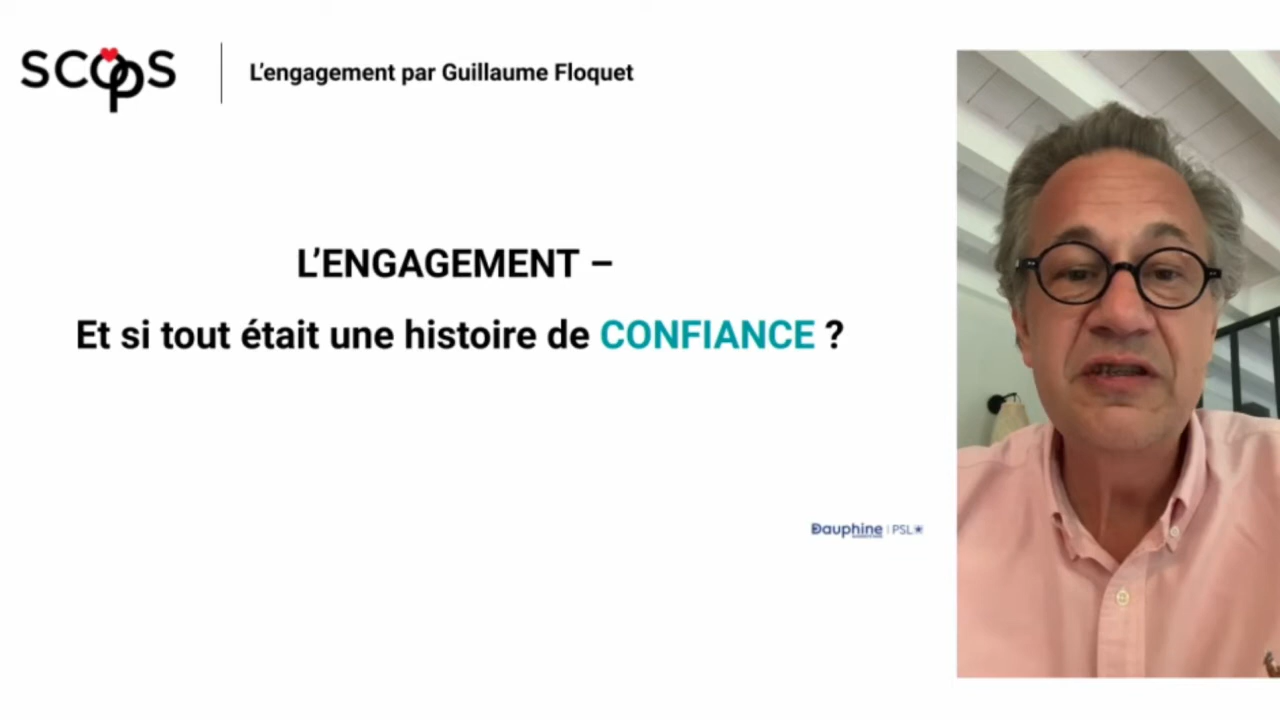 SCOPS
L'engagement par Guillaume Floquet
L'ENGAGEMENT –
Et si tout était une histoire de CONFIANCE ?
Dauphine | PSL